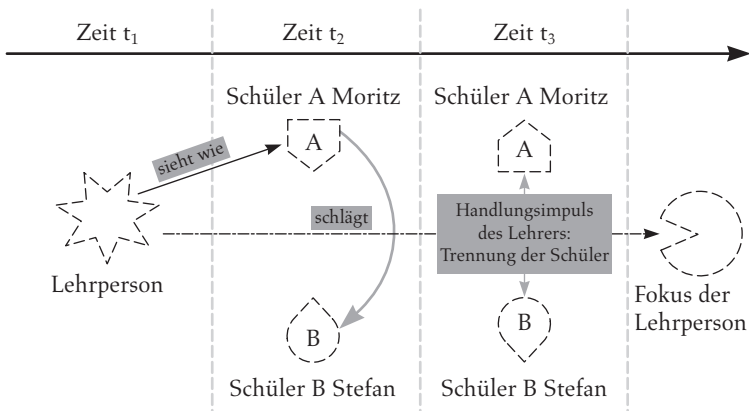 Zeit t1
Zeit t2
Zeit t3
Schüler A Moritz
Schüler A Moritz
A
A
sieht wie
schlägt
Handlungsimpuls
des Lehrers:
Trennung der Schüler
Lehrperson
Fokus der
Lehrperson
B
B
Schüler B Stefan
Schüler B Stefan